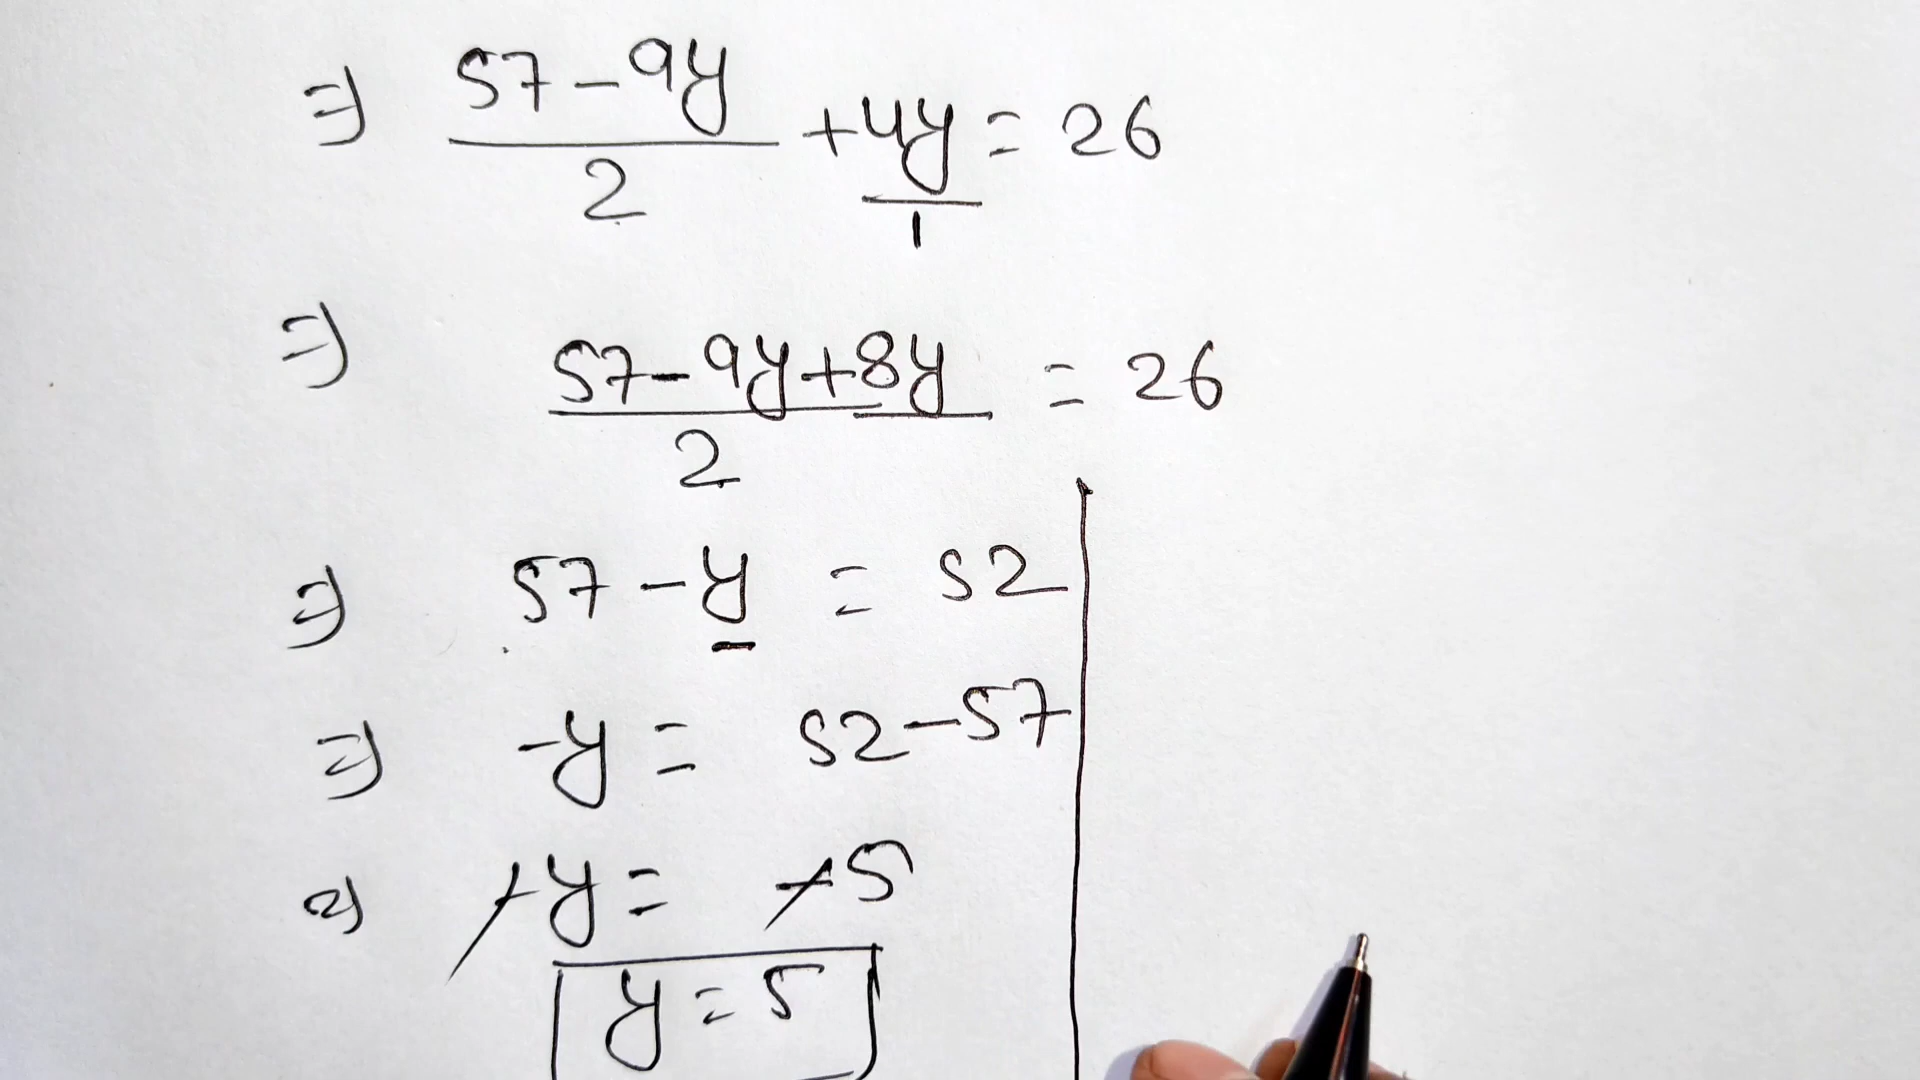 ⇒ (57-9y)/2 + 4y/1 = 26
⇒ (57-9y+8y)/2 = 26
⇒ 57-y = 52
⇒ -y = 52-57
⇒ -y = -5
y = 5